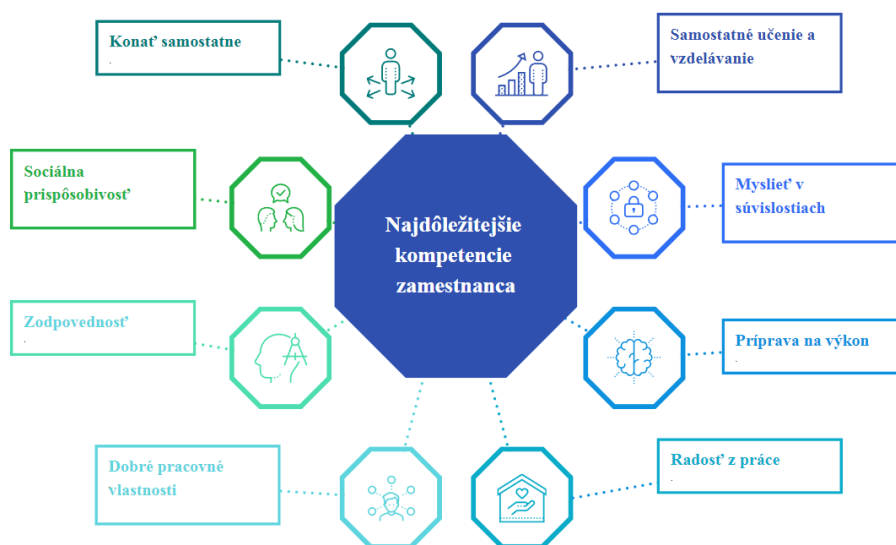 Konať samostatne
.
Samostatné učenie a
vzdelávanie
.
Sociálna
prispôsobivosť
Myslieť v
súvislostiach
Najdôležitejšie
kompetencie
zamestnanca
Zodpovednosť
.
Príprava na výkon
.
Dobré pracovné
vlastnosti
Radosť z práce
.